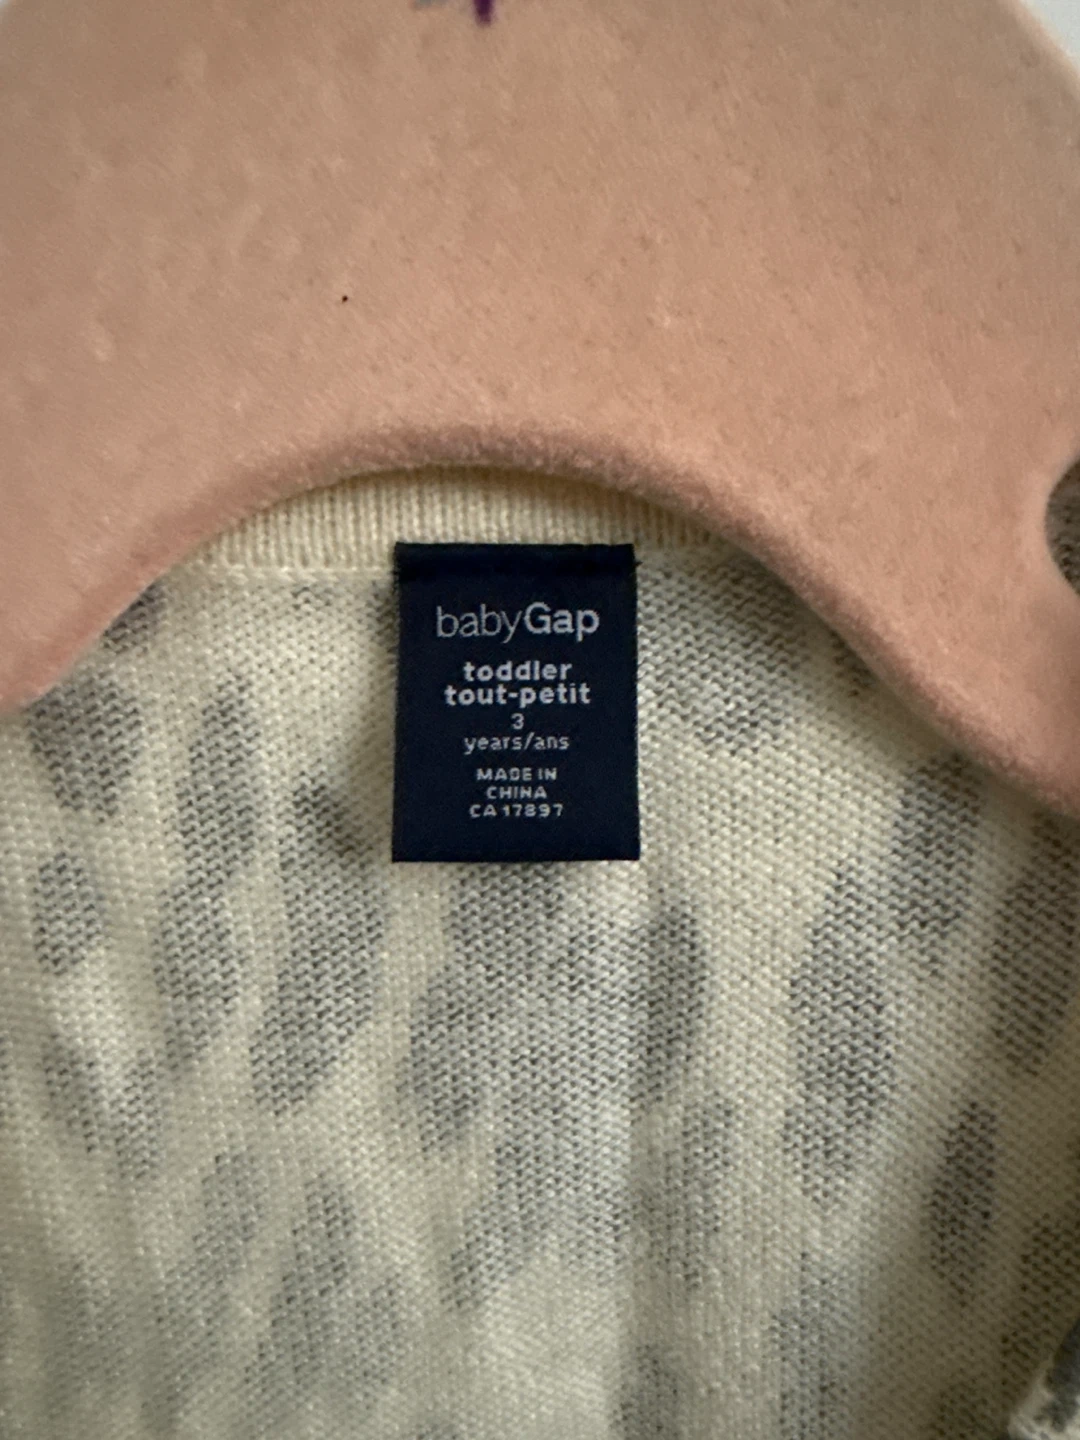 babyGap
toddler
tout-petit
3
years/ans
MADE IN
CHINA
CA 17897